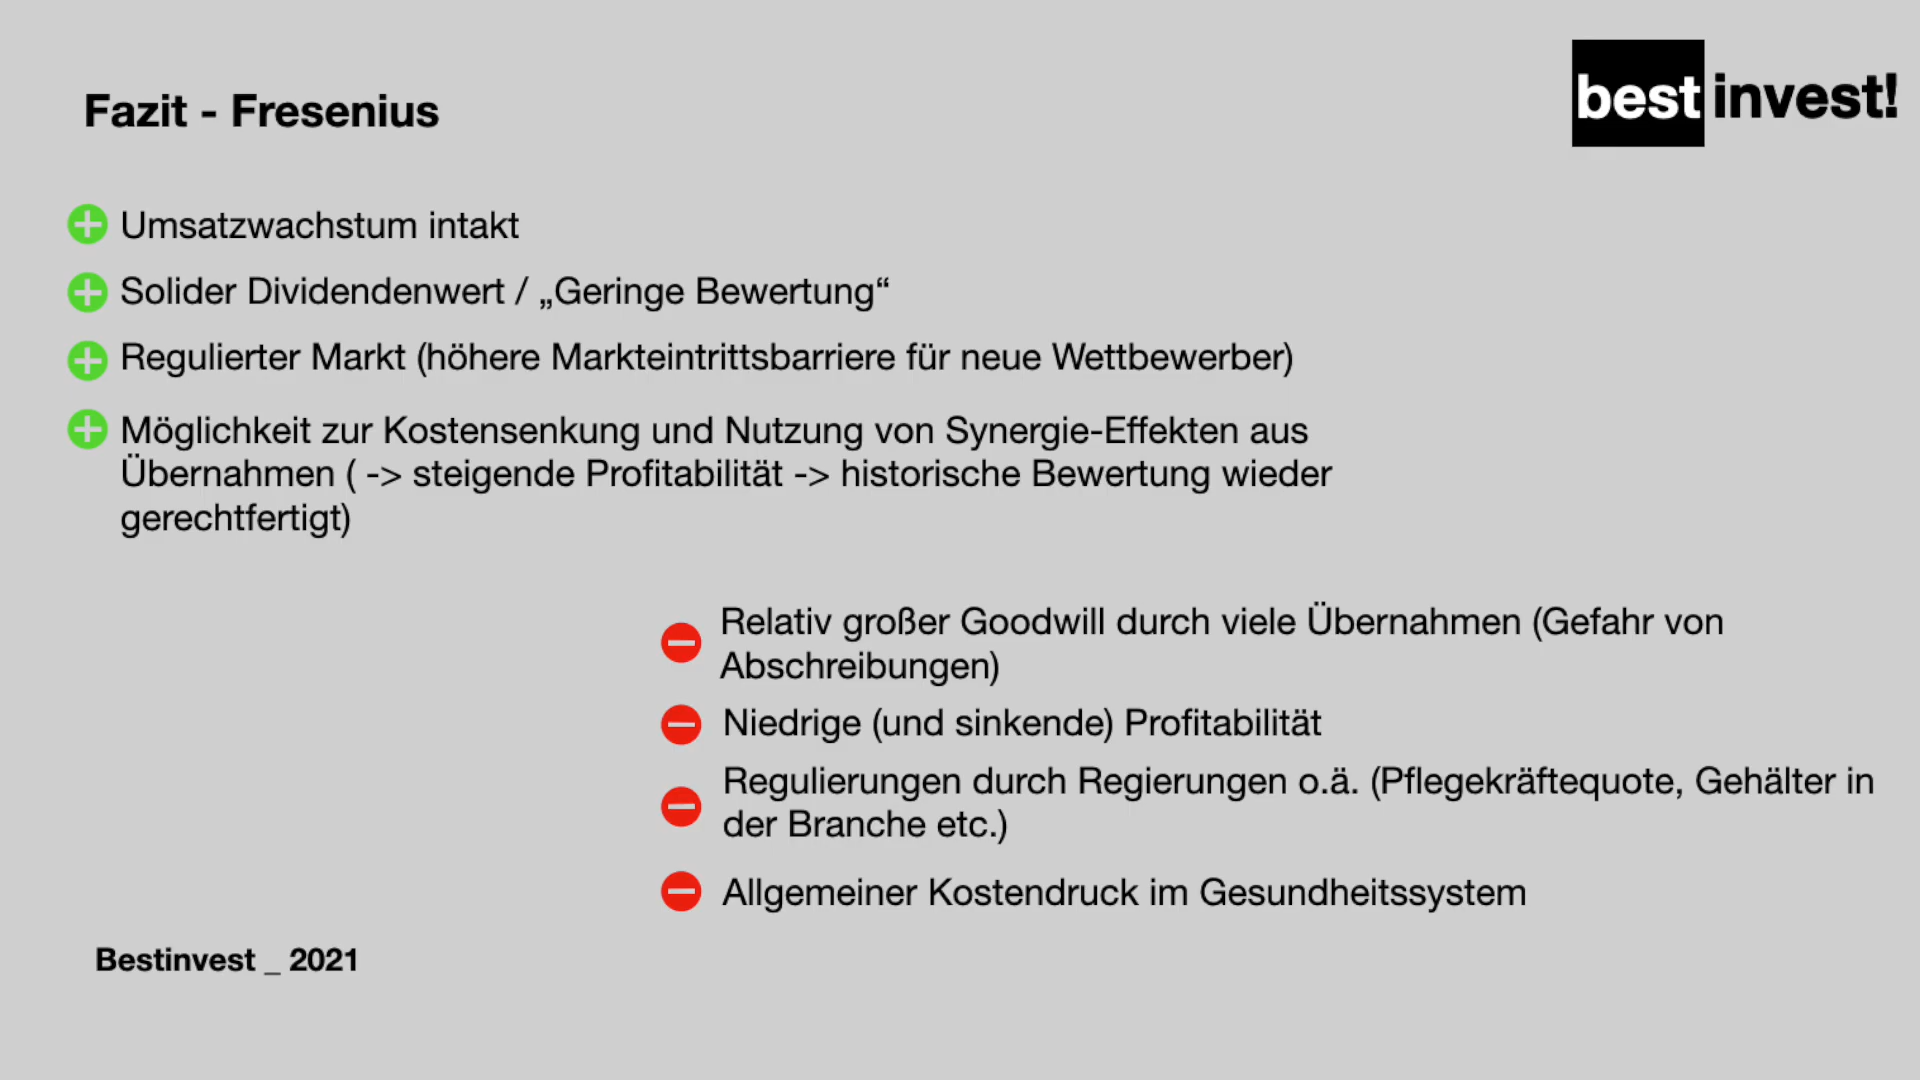 Fazit - Fresenius
best invest!
Umsatzwachstum intakt
Solider Dividendenwert / „Geringe Bewertung“
Regulierter Markt (höhere Markteintrittsbarriere für neue Wettbewerber)
Möglichkeit zur Kostensenkung und Nutzung von Synergie-Effekten aus
Übernahmen ( -> steigende Profitabilität -> historische Bewertung wieder
gerechtfertigt)
Relativ großer Goodwill durch viele Übernahmen (Gefahr von
Abschreibungen)
Niedrige (und sinkende) Profitabilität
Regulierungen durch Regierungen o.ä. (Pflegekräftequote, Gehälter in
der Branche etc.)
Allgemeiner Kostendruck im Gesundheitssystem
Bestinvest _ 2021